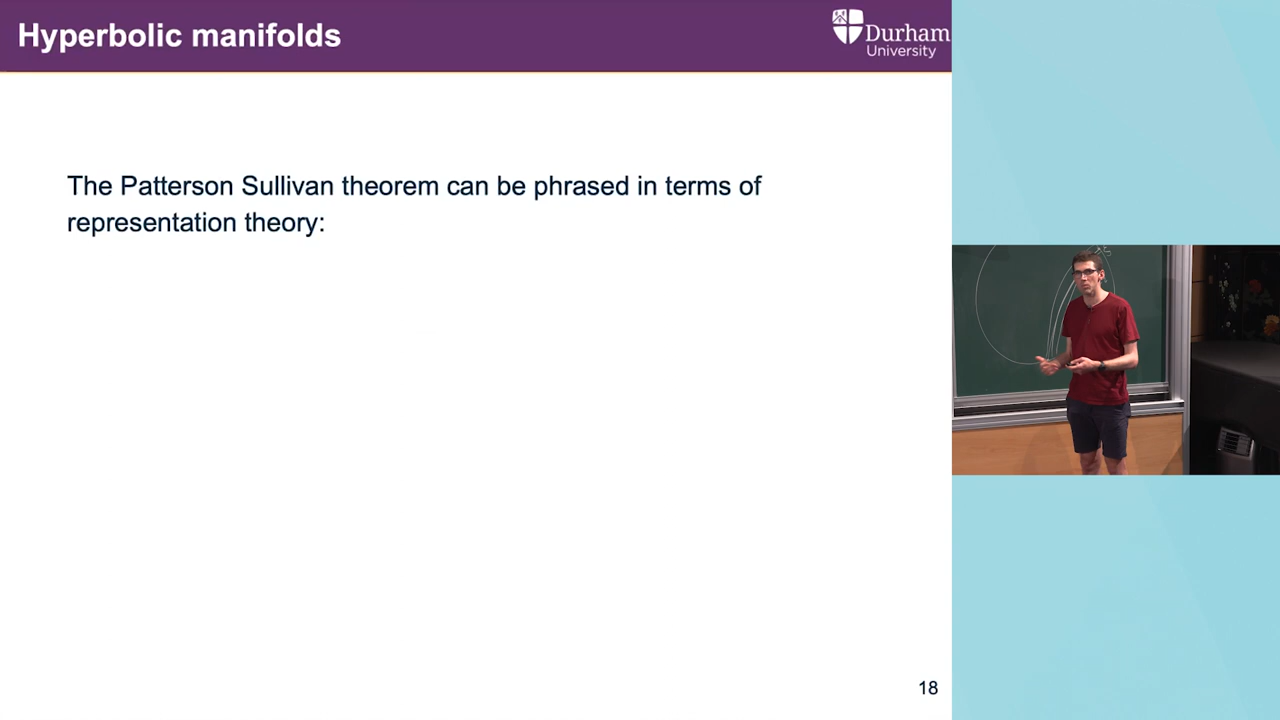 Hyperbolic manifolds
Durham
University
The Patterson Sullivan theorem can be phrased in terms of
representation theory:
18